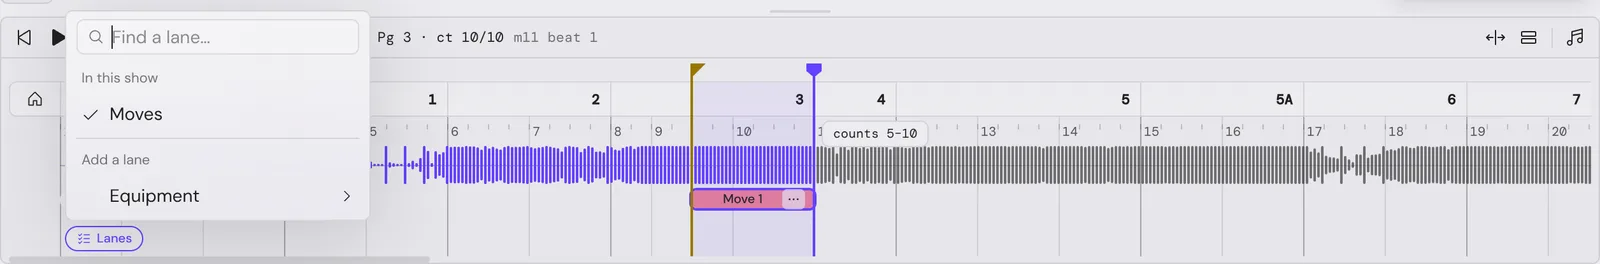 Find a lane...
Pg 3 · ct 10/10 m11 beat 1
In this show
Moves
Add a lane
Equipment
Lanes
1 2 3 4 5 5A 6 7
5 6 7 8 9 10 13 14 15 16 17 18 19 20
counts 5-10
Move 1 ...